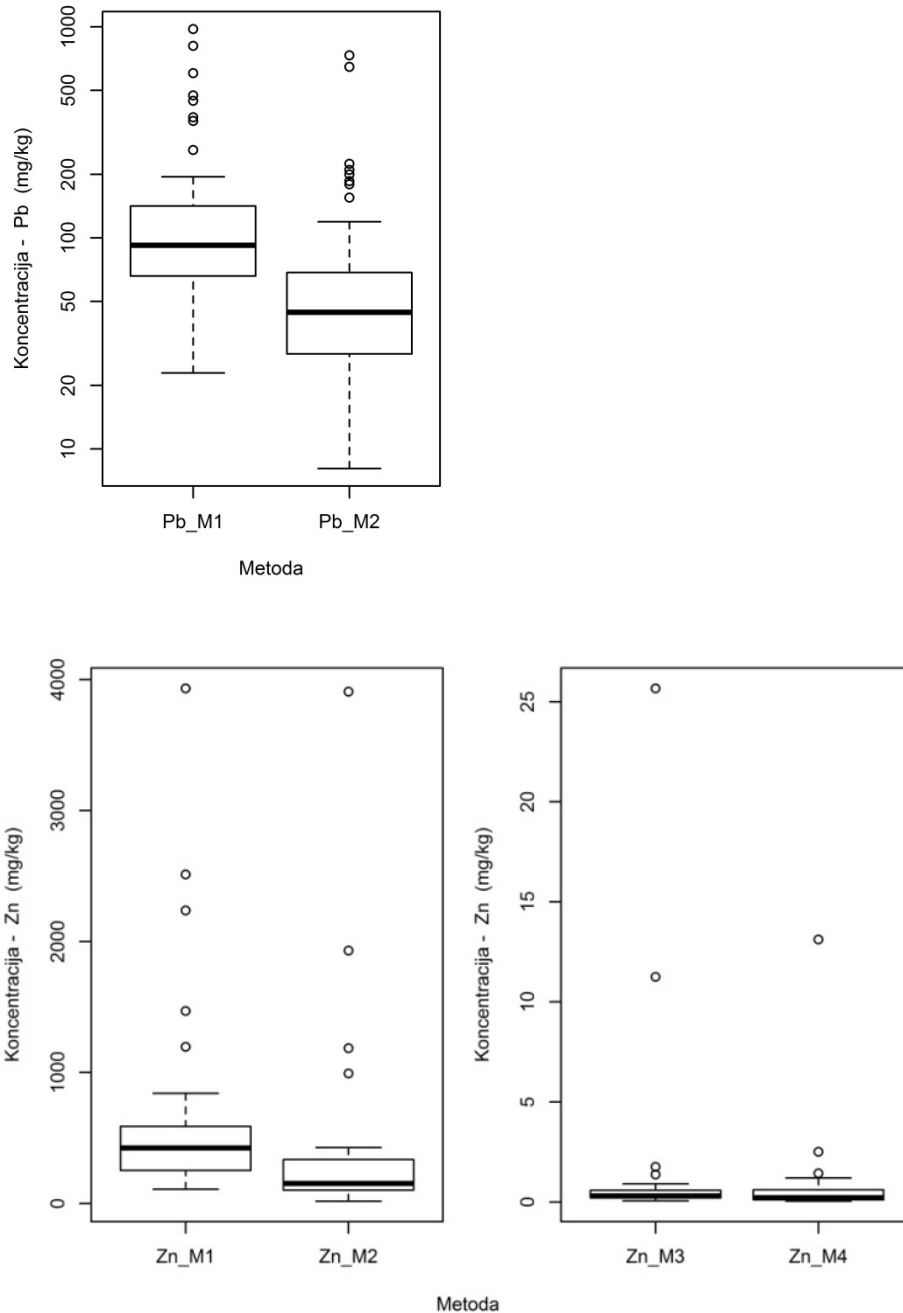 Koncentracija - Pb (mg/kg)
1000
500
200
100
50
20
10
Pb_M1 Pb_M2
Metoda
Koncentracija - Zn (mg/kg)
4000
3000
2000
1000
0
Zn_M1 Zn_M2
Koncentracija - Zn (mg/kg)
25
20
15
10
5
0
Zn_M3 Zn_M4
Metoda